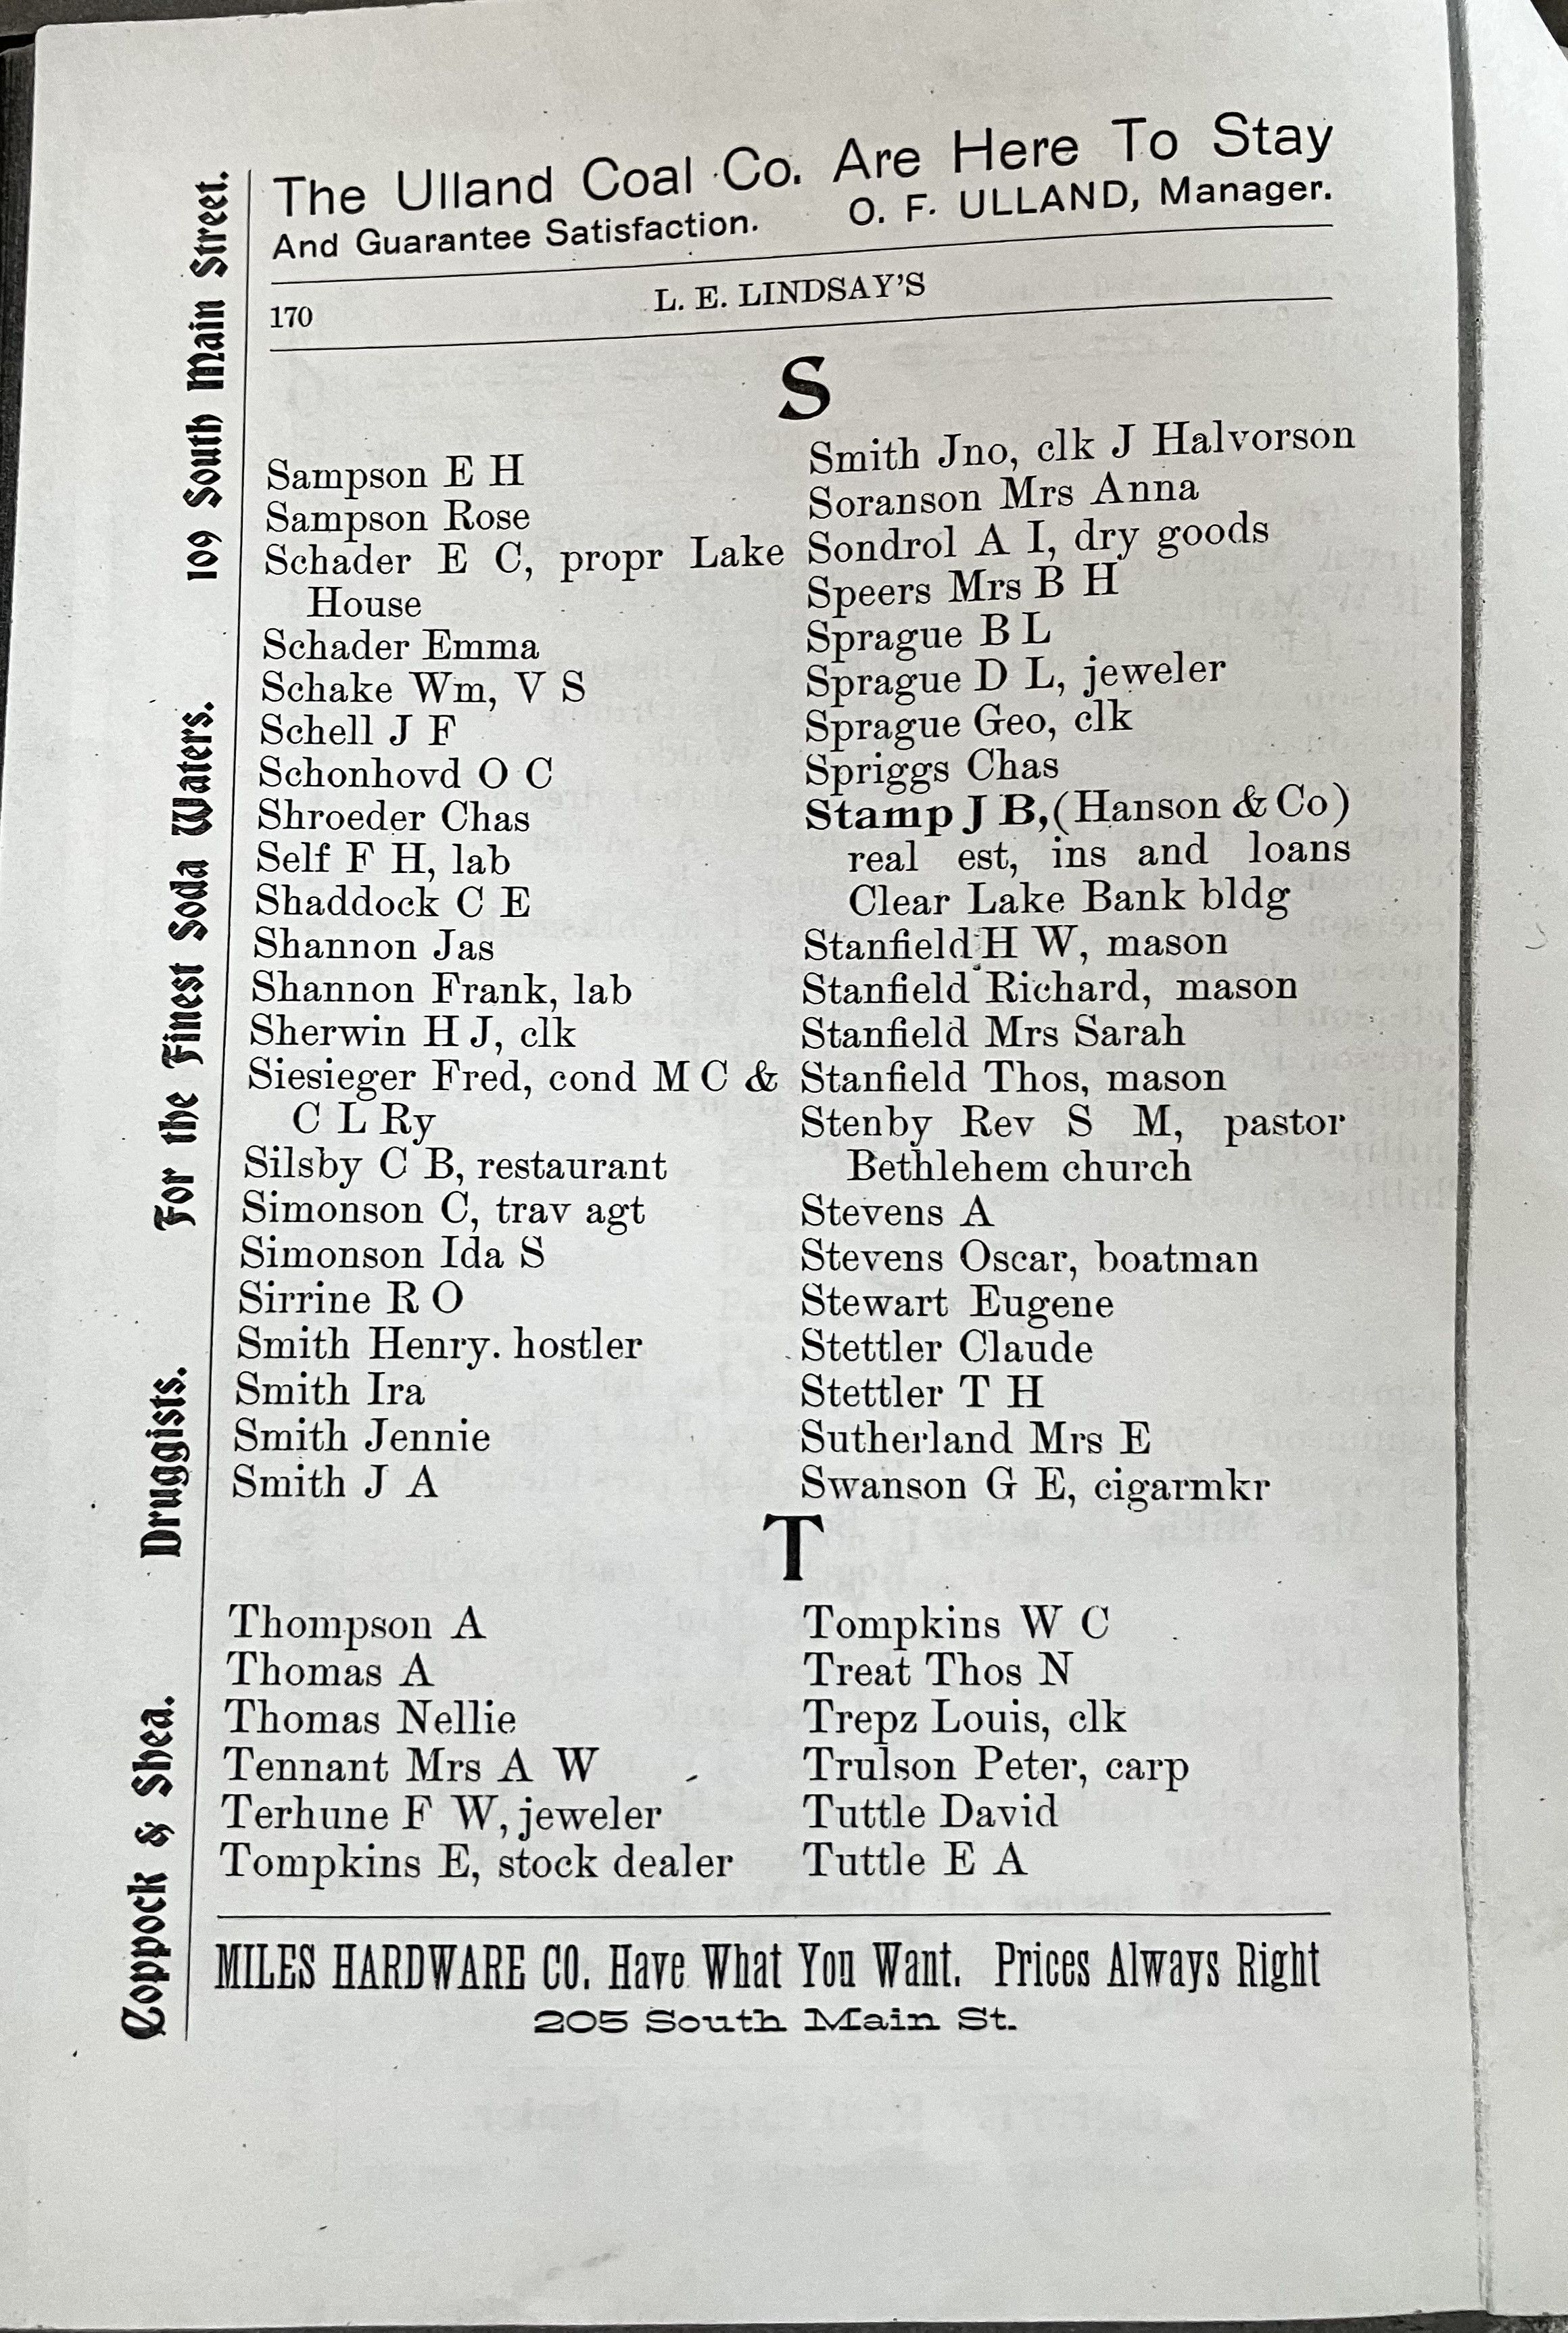 The Ulland Coal Co. Are Here To Stay
And Guarantee Satisfaction. O. F. ULLAND, Manager.
170 L. E. LINDSAY'S
S
Sampson E H
Sampson Rose
Schader E C, propr Lake
House
Schader Emma
Schake Wm, V S
Schell J F
Schonhovd O C
Shroeder Chas
Self F H, lab
Shaddock C E
Shannon Jas
Shannon Frank, lab
Sherwin H J, clk
Siesieger Fred, cond M C &
C L Ry
Silsby C B, restaurant
Simonson C, trav agt
Simonson Ida S
Sirrine R O
Smith Henry. hostler
Smith Ira
Smith Jennie
Smith J A
Smith Jno, clk J Halvorson
Soranson Mrs Anna
Sondrol A I, dry goods
Speers Mrs B H
Sprague B L
Sprague D L, jeweler
Sprague Geo, clk
Spriggs Chas
Stamp J B, (Hanson & Co)
real est, ins and loans
Clear Lake Bank bldg
Stanfield H W, mason
Stanfield Richard, mason
Stanfield Mrs Sarah
Stanfield Thos, mason
Stenby Rev S M, pastor
Bethlehem church
Stevens A
Stevens Oscar, boatman
Stewart Eugene
Stettler Claude
Stettler T H
Sutherland Mrs E
Swanson G E, cigarmkr
T
Thompson A
Thomas A
Thomas Nellie
Tennant Mrs A W
Terhune F W, jeweler
Tompkins E, stock dealer
Tompkins W C
Treat Thos N
Trepz Louis, clk
Trulson Peter, carp
Tuttle David
Tuttle E A
MILES HARDWARE CO. Have What You Want. Prices Always Right
205 South Main St.
Coppock & Shea. Druggists. For the Finest Soda Waters. 109 South Main Street.